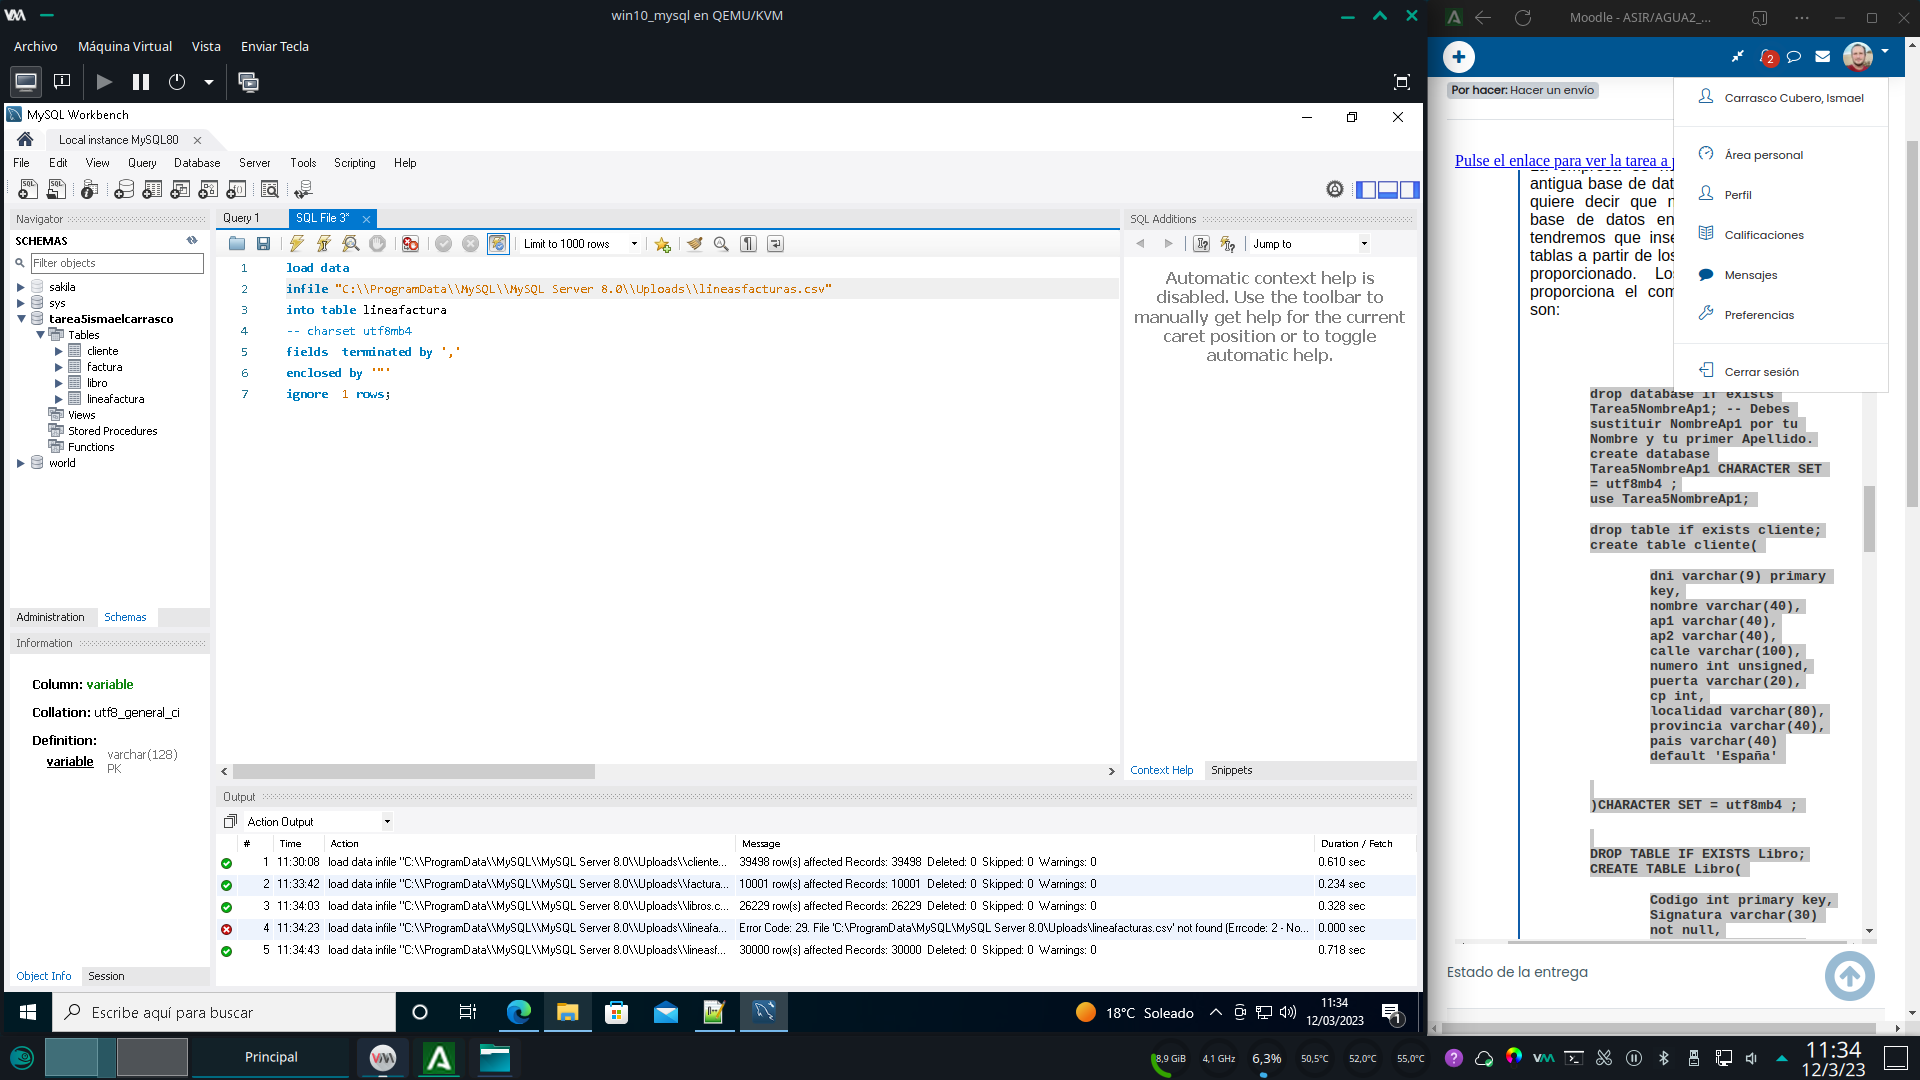 win10_mysql en QEMU/KVM
Archivo Máquina Virtual Vista Enviar Tecla
MySQL Workbench
Local instance MySQL80
File Edit View Query Database Server Tools Scripting Help
Navigator
SCHEMAS
Filter objects
sakila
sys
tarea5ismaelcarrasco
Tables
cliente
factura
libro
lineafactura
Views
Stored Procedures
Functions
world
Administration Schemas
Information
Column: variable
Collation: utf8_general_ci
Definition:
variable varchar(128)
PK
Object Info Session
Query 1 SQL File 3*
Limit to 1000 rows
1 load data
2 infile "C:\\ProgramData\\MySQL\\MySQL Server 8.0\\Uploads\\lineasfacturas.csv"
3 into table lineafactura
4 -- charset utf8mb4
5 fields terminated by ','
6 enclosed by '"'
7 ignore 1 rows;
SQL Additions
Jump to
Automatic context help is
disabled. Use the toolbar to
manually get help for the current
caret position or to toggle
automatic help.
Context Help Snippets
Output
Action Output
# Time Action Message Duration / Fetch
1 11:30:08 load data infile "C:\\ProgramData\\MySQL\\MySQL Server 8.0\\Uploads\\cliente... 39498 row(s) affected Records: 39498 Deleted: 0 Skipped: 0 Warnings: 0 0.610 sec
2 11:33:42 load data infile "C:\\ProgramData\\MySQL\\MySQL Server 8.0\\Uploads\\factura... 10001 row(s) affected Records: 10001 Deleted: 0 Skipped: 0 Warnings: 0 0.234 sec
3 11:34:03 load data infile "C:\\ProgramData\\MySQL\\MySQL Server 8.0\\Uploads\\libros.c... 26229 row(s) affected Records: 26229 Deleted: 0 Skipped: 0 Warnings: 0 0.328 sec
4 11:34:23 load data infile "C:\\ProgramData\\MySQL\\MySQL Server 8.0\\Uploads\\lineafa... Error Code: 29. File 'C:\ProgramData\MySQL\MySQL Server 8.0\Uploads\lineafacturas.csv' not found (Errcode: 2 - No... 0.000 sec
5 11:34:43 load data infile "C:\\ProgramData\\MySQL\\MySQL Server 8.0\\Uploads\\lineasf... 30000 row(s) affected Records: 30000 Deleted: 0 Skipped: 0 Warnings: 0 0.718 sec
Escribe aquí para buscar
18°C Soleado
11:34
12/03/2023
1
Moodle - ASIR/AGUA2_...
2
Por hacer: Hacer un envío
Carrasco Cubero, Ismael
Área personal
Perfil
Calificaciones
Mensajes
Preferencias
Cerrar sesión
Pulse el enlace para ver la tarea a
antigua base de dat
quiere decir que
base de datos en
tendremos que inse
tablas a partir de los
proporcionado. Lo
proporciona el com
son:
drop database if exists
Tarea5NombreAp1; -- Debes
sustituir NombreAp1 por tu
Nombre y tu primer Apellido.
create database
Tarea5NombreAp1 CHARACTER SET
= utf8mb4 ;
use Tarea5NombreAp1;
drop table if exists cliente;
create table cliente(
dni varchar(9) primary
key,
nombre varchar(40),
ap1 varchar(40),
ap2 varchar(40),
calle varchar(100),
numero int unsigned,
puerta varchar(20),
cp int,
localidad varchar(80),
provincia varchar(40),
pais varchar(40)
default 'España'
)CHARACTER SET = utf8mb4 ;
DROP TABLE IF EXISTS Libro;
CREATE TABLE Libro(
Codigo int primary key,
Signatura varchar(30)
not null,
Estado de la entrega
Principal
8,9 GiB 4,1 GHz 6,3% 50,5°C 52,0°C 55,0°C
11:34
12/3/23